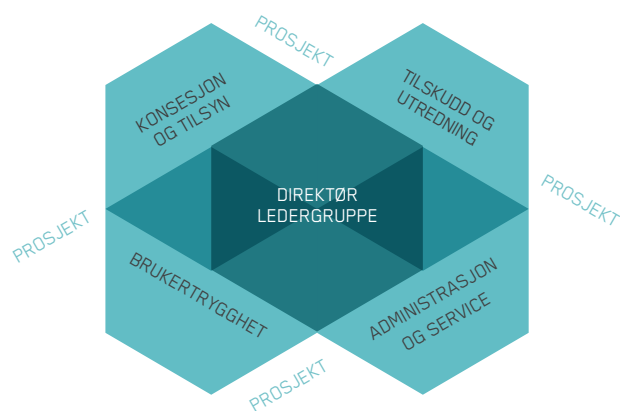 PROSJEKT
KONSESJON
OG TILSYN
TILSKUDD OG
UTREDNING
DIREKTØR
LEDERGRUPPE
PROSJEKT
PROSJEKT
BRUKERTRYGGHET
ADMINISTRASJON
OG SERVICE
PROSJEKT